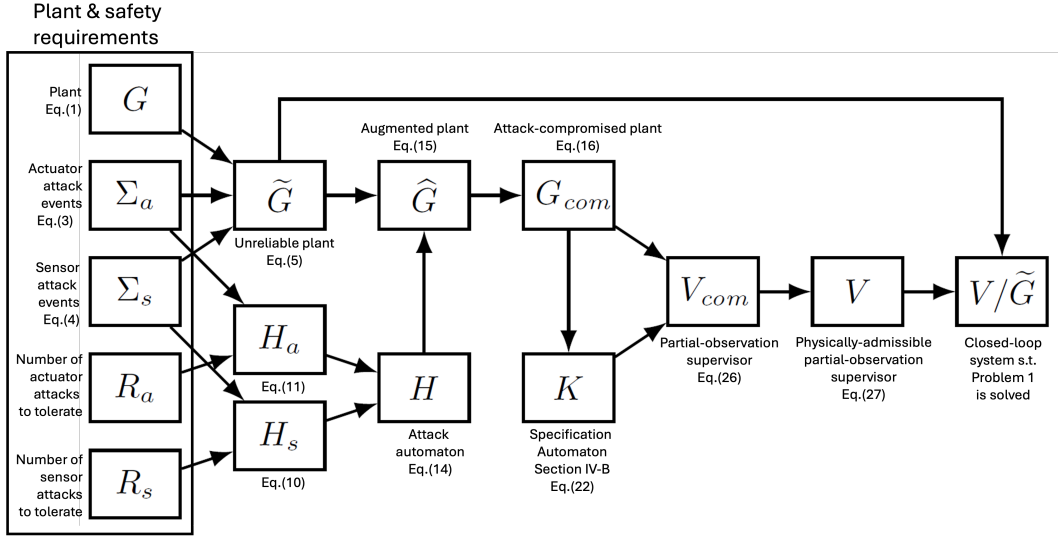 Plant & safety
requirements
Plant
Eq.(1)
G
Actuator
attack
events
Eq.(3)
Σ_a
Sensor
attack
events
Eq.(4)
Σ_s
Number of
actuator
attacks
to tolerate
R_a
Number of
sensor
attacks
to tolerate
R_s
G̃
Unreliable plant
Eq.(5)
H_a
Eq.(11)
H_s
Eq.(10)
Augmented plant
Eq.(15)
Ĝ
H
Attack
automaton
Eq.(14)
Attack-compromised plant
Eq.(16)
G_com
K
Specification
Automaton
Section IV-B
Eq.(22)
V_com
Partial-observation
supervisor
Eq.(26)
V
Physically-admissible
partial-observation
supervisor
Eq.(27)
V/G̃
Closed-loop
system s.t.
Problem 1
is solved